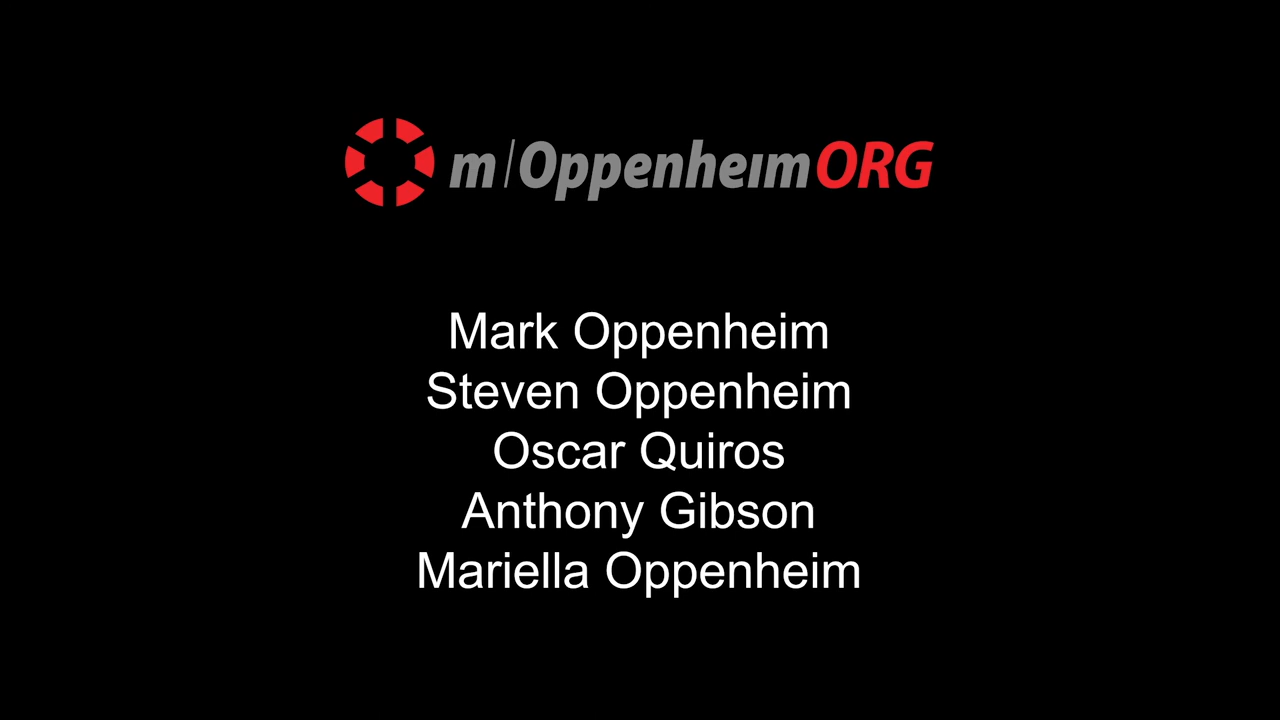 m/OppenheimORG
Mark Oppenheim
Steven Oppenheim
Oscar Quiros
Anthony Gibson
Mariella Oppenheim